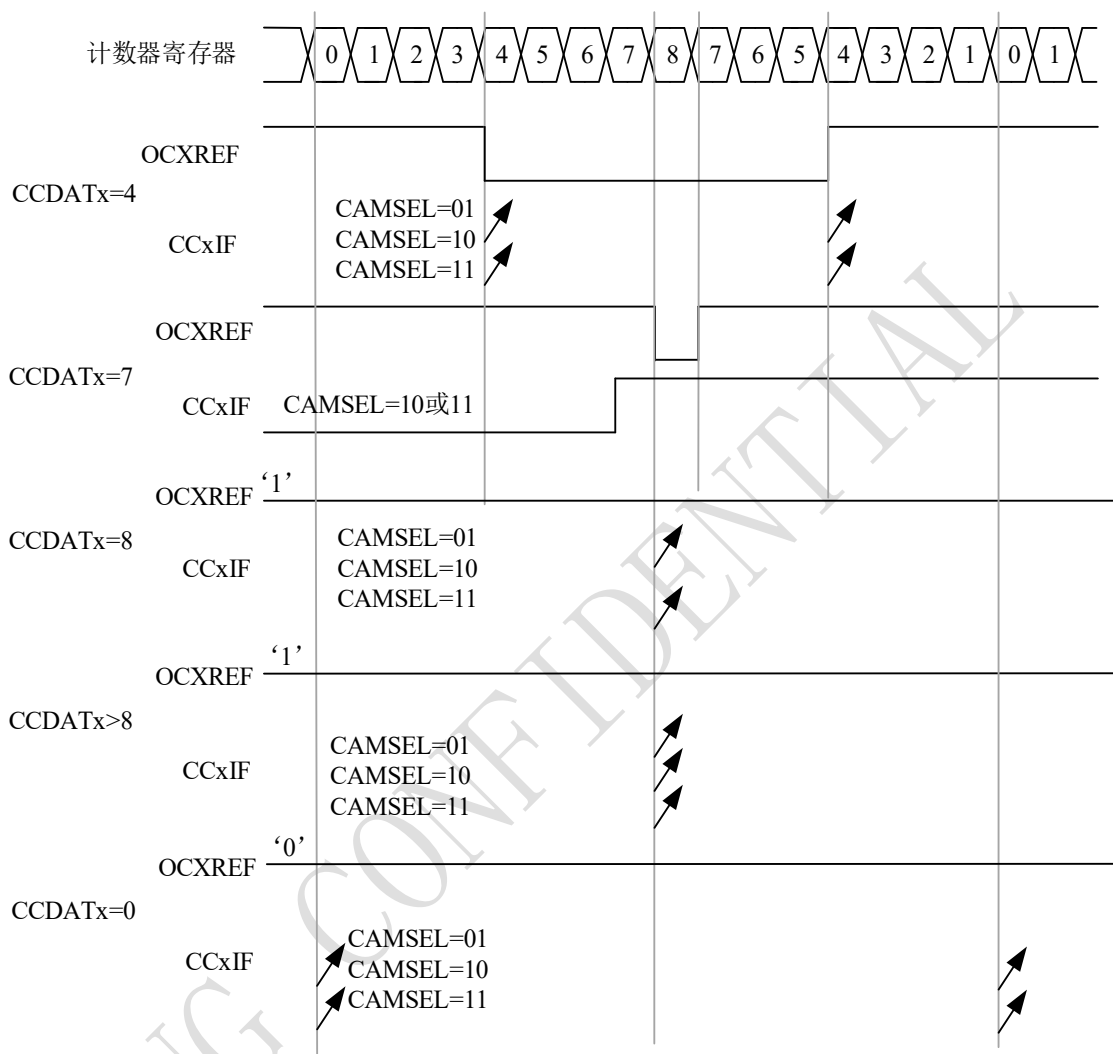 计数器寄存器 0 1 2 3 4 5 6 7 8 7 6 5 4 3 2 1 0 1
OCXREF
CCDATx=4
CAMSEL=01
CCxIF CAMSEL=10
CAMSEL=11
OCXREF
CCDATx=7
CCxIF CAMSEL=10或11
OCXREF ‘1’
CCDATx=8
CAMSEL=01
CCxIF CAMSEL=10
CAMSEL=11
‘1’
OCXREF
CCDATx>8
CAMSEL=01
CCxIF CAMSEL=10
CAMSEL=11
‘0’
OCXREF
CCDATx=0
CAMSEL=01
CCxIF CAMSEL=10
CAMSEL=11
NG CONFIDENTIAL